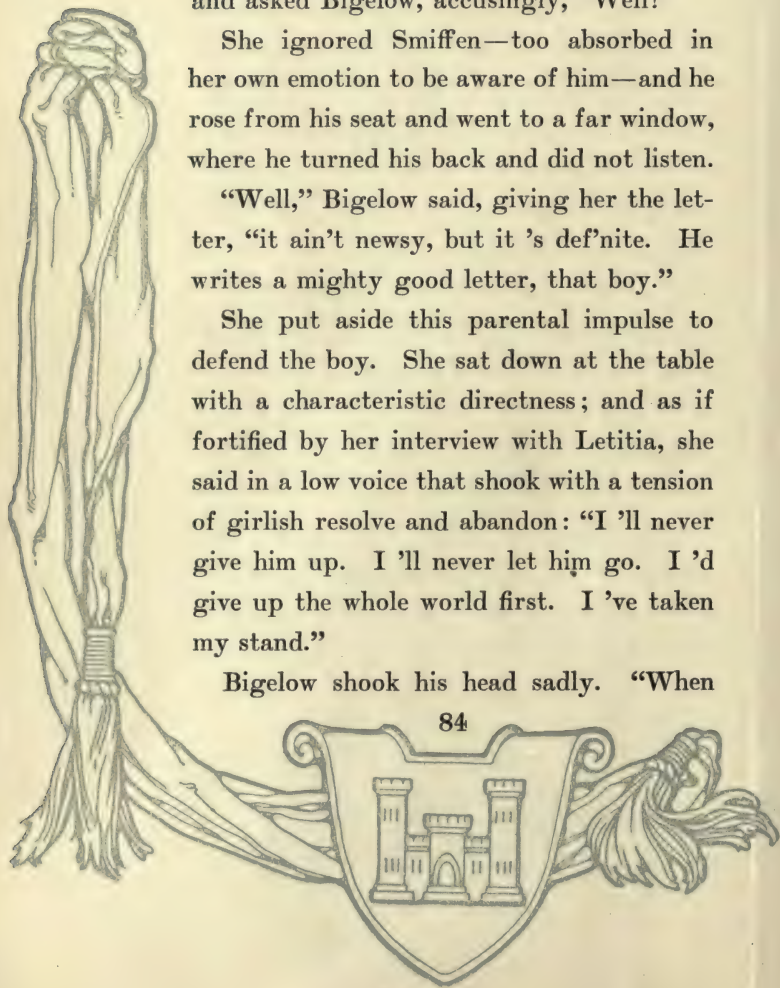 and asked Bigelow, accusingly, “Well?”
She ignored Smiffen—too absorbed in
her own emotion to be aware of him—and he
rose from his seat and went to a far window,
where he turned his back and did not listen.
“Well,” Bigelow said, giving her the let-
ter, “it ain't newsy, but it 's def'nite. He
writes a mighty good letter, that boy.”
She put aside this parental impulse to
defend the boy. She sat down at the table
with a characteristic directness; and as if
fortified by her interview with Letitia, she
said in a low voice that shook with a tension
of girlish resolve and abandon: “I 'll never
give him up. I 'll never let him go. I 'd
give up the whole world first. I 've taken
my stand.”
Bigelow shook his head sadly. “When
84